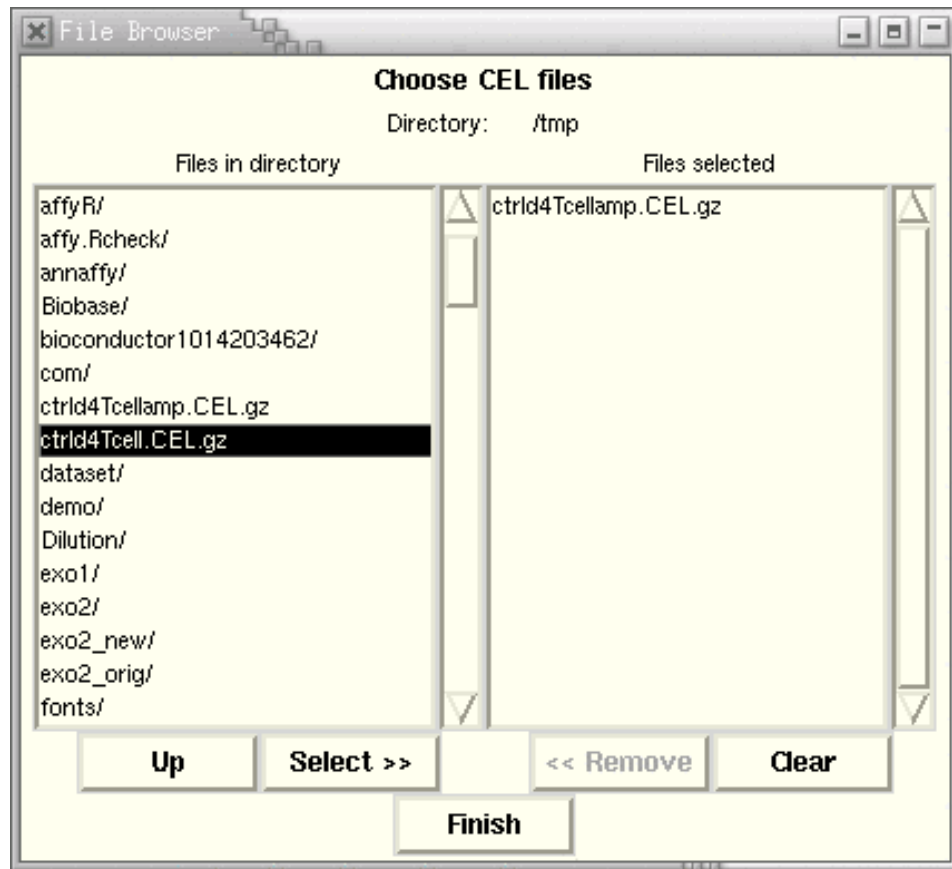 File Browser
Choose CEL files
Directory: /tmp
Files in directory
Files selected
affyR/
affy.Rcheck/
annaffy/
Biobase/
bioconductor1014203462/
com/
ctrld4Tcellamp.CEL.gz
ctrld4Tcell.CEL.gz
dataset/
demo/
Dilution/
exo1/
exo2/
exo2_new/
exo2_orig/
fonts/
ctrld4Tcellamp.CEL.gz
Up
Select >>
<< Remove
Clear
Finish